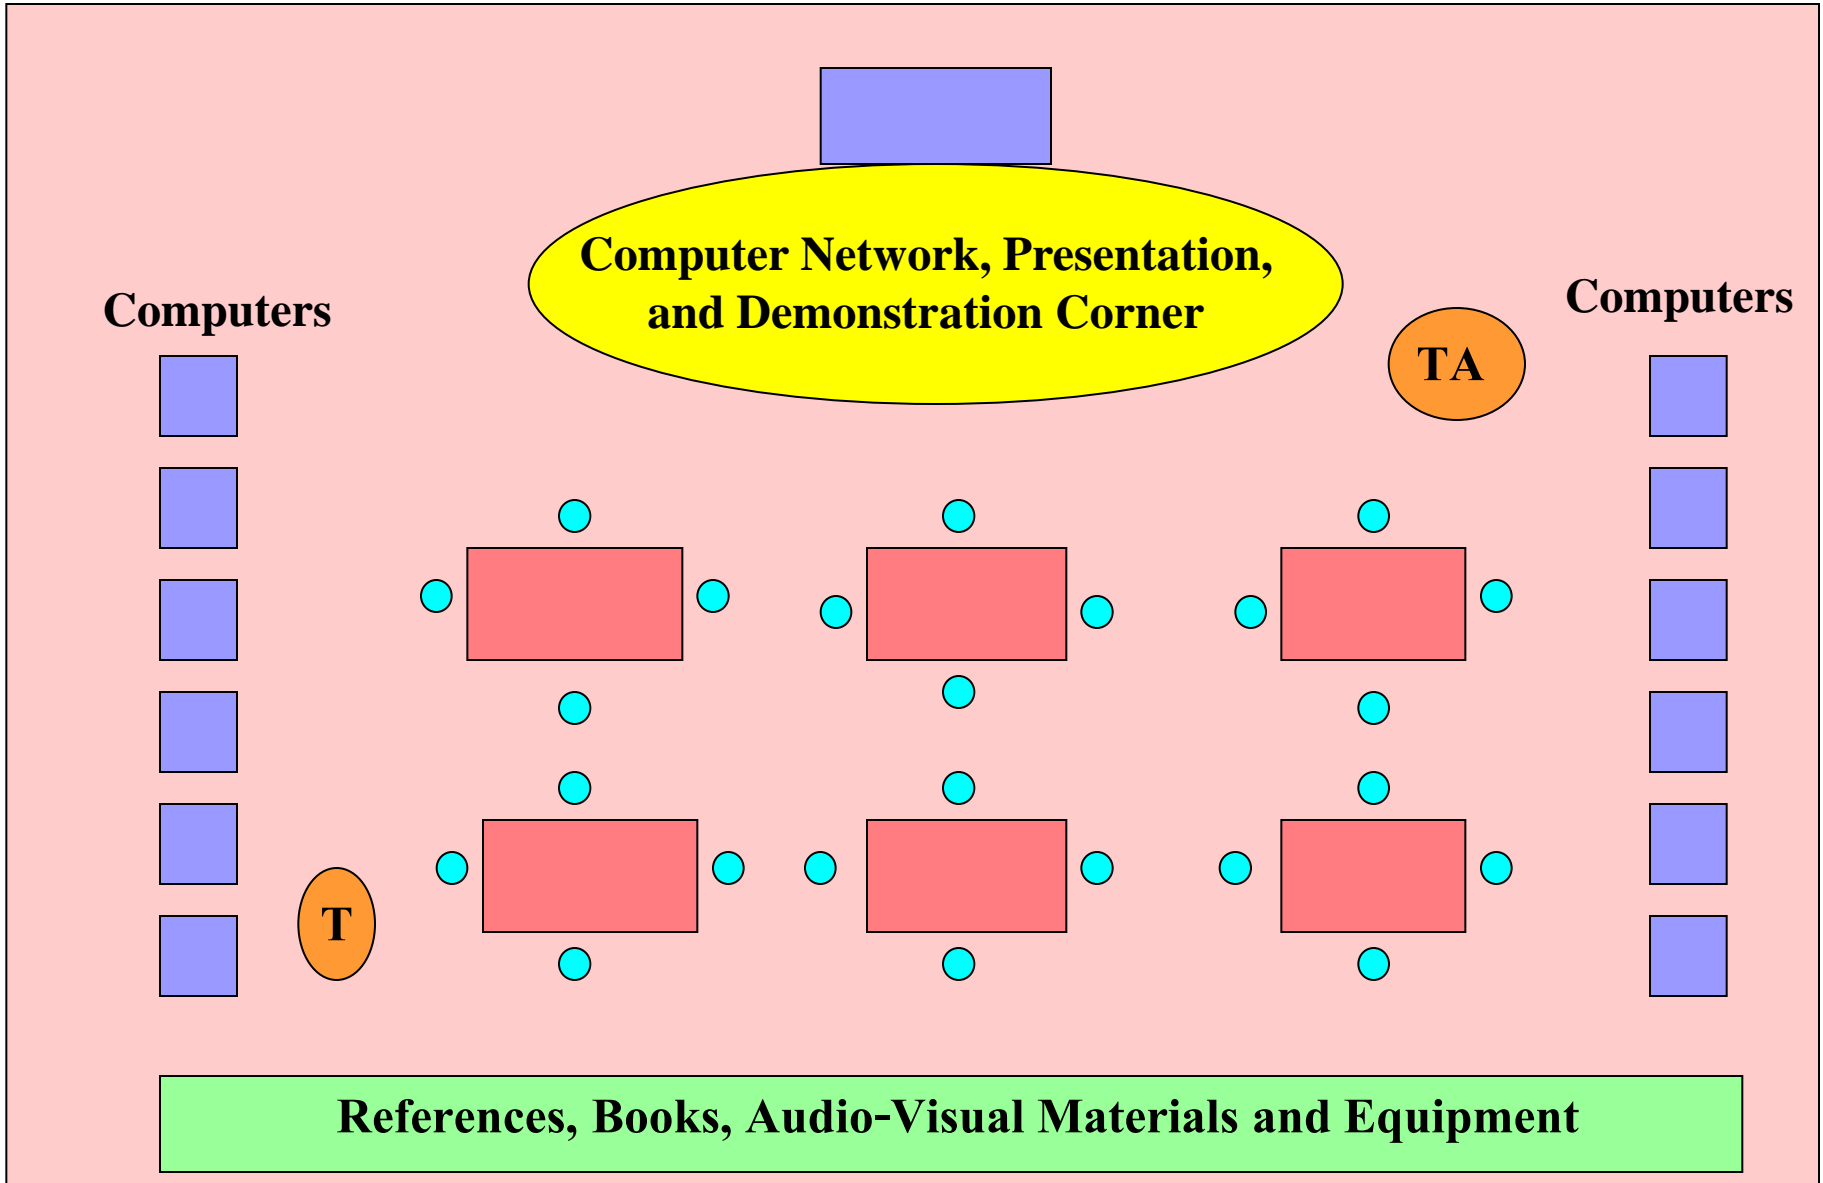 Computer Network, Presentation,
and Demonstration Corner
Computers
Computers
TA
T
References, Books, Audio-Visual Materials and Equipment